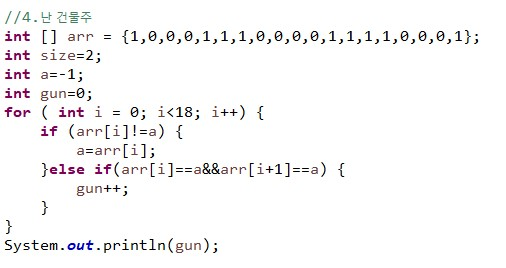 //4.난 건물주
int [] arr = {1,0,0,0,1,1,1,0,0,0,0,1,1,1,1,0,0,0,1};
int size=2;
int a=-1;
int gun=0;
for ( int i = 0; i<18; i++) {
    if (arr[i]!=a) {
        a=arr[i];
    }else if(arr[i]==a&&arr[i+1]==a) {
        gun++;
    }
}
System.out.println(gun);